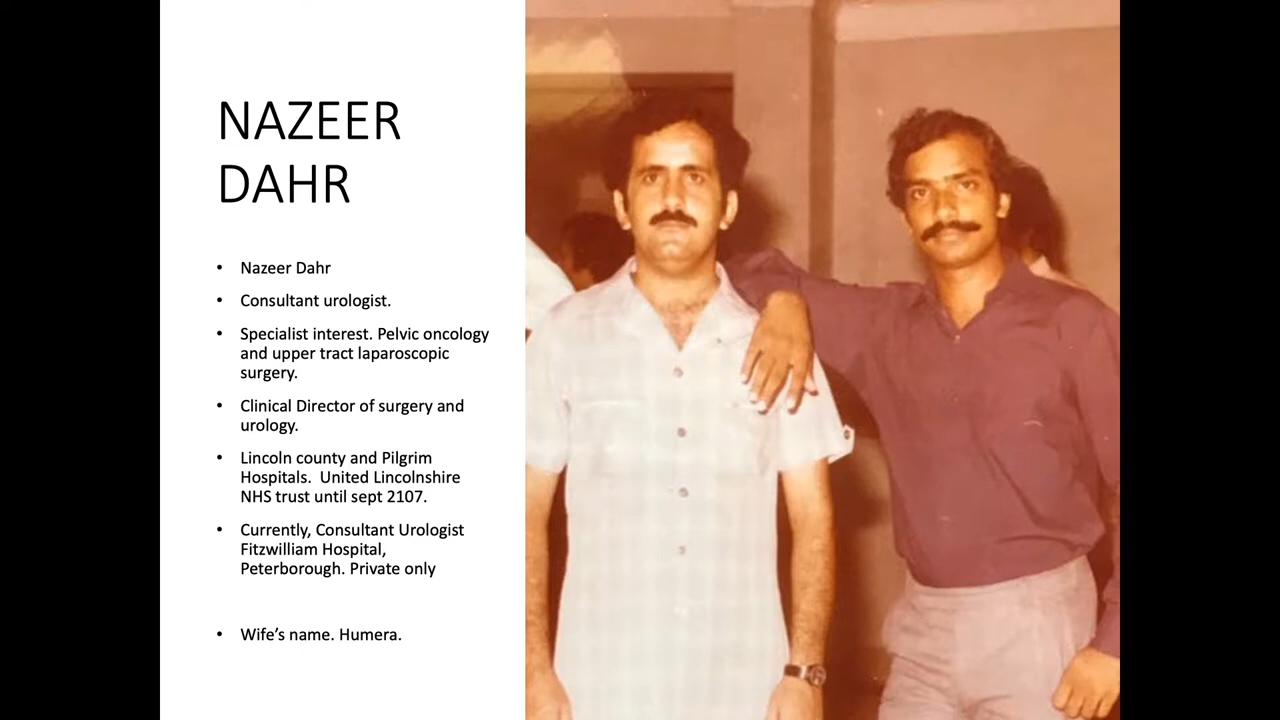 NAZEER
DAHR
• Nazeer Dahr
• Consultant urologist.
• Specialist interest. Pelvic oncology
and upper tract laparoscopic
surgery.
• Clinical Director of surgery and
urology.
• Lincoln county and Pilgrim
Hospitals.  United Lincolnshire
NHS trust until sept 2107.
• Currently, Consultant Urologist
Fitzwilliam Hospital,
Peterborough. Private only
• Wife’s name. Humera.